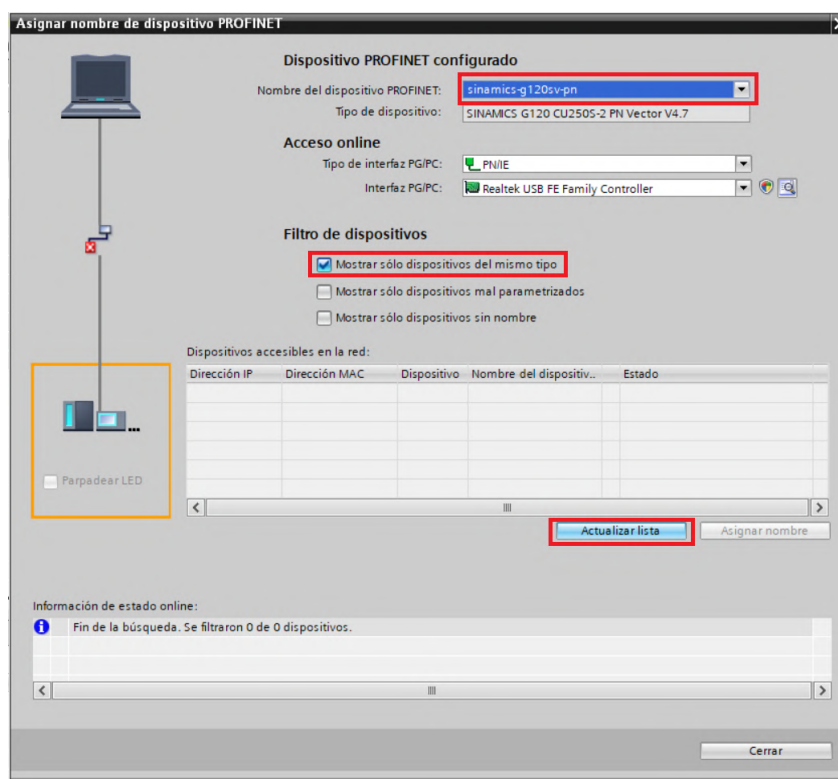 Asignar nombre de dispositivo PROFINET
Dispositivo PROFINET configurado
Nombre del dispositivo PROFINET: sinamics-g120sv-pn
Tipo de dispositivo: SINAMICS G120 CU250S-2 PN Vector V4.7
Acceso online
Tipo de interfaz PG/PC: PN/IE
Interfaz PG/PC: Realtek USB FE Family Controller
Filtro de dispositivos
Mostrar sólo dispositivos del mismo tipo
Mostrar sólo dispositivos mal parametrizados
Mostrar sólo dispositivos sin nombre
Dispositivos accesibles en la red:
Dirección IP Dirección MAC Dispositivo Nombre del dispositiv... Estado
Parpadear LED
Actualizar lista Asignar nombre
Información de estado online:
Fin de la búsqueda. Se filtraron 0 de 0 dispositivos.
Cerrar